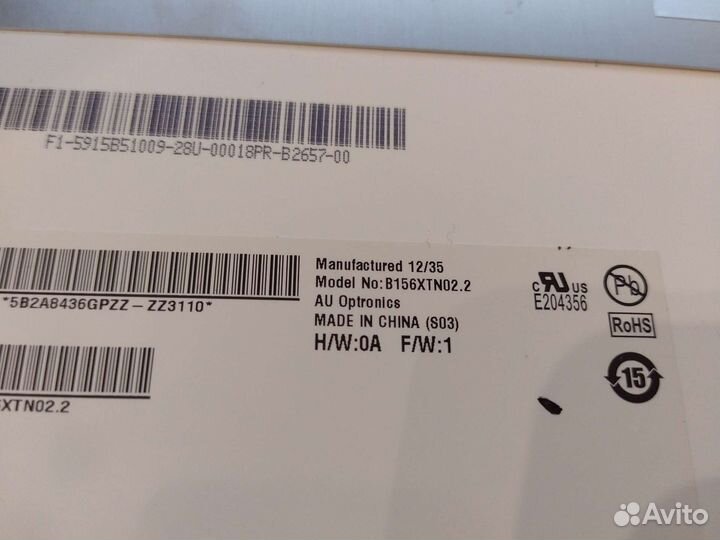 F1-5915B51009-28U-00018PR-B2657-00
*5B2A8436GPZZ-ZZ3110*
Manufactured 12/35
Model No:B156XTN02.2
AU Optronics
MADE IN CHINA (S03)
H/W:0A F/W:1
c RU US
E204356
Pb
RoHS
15
XTN02.2
Avito